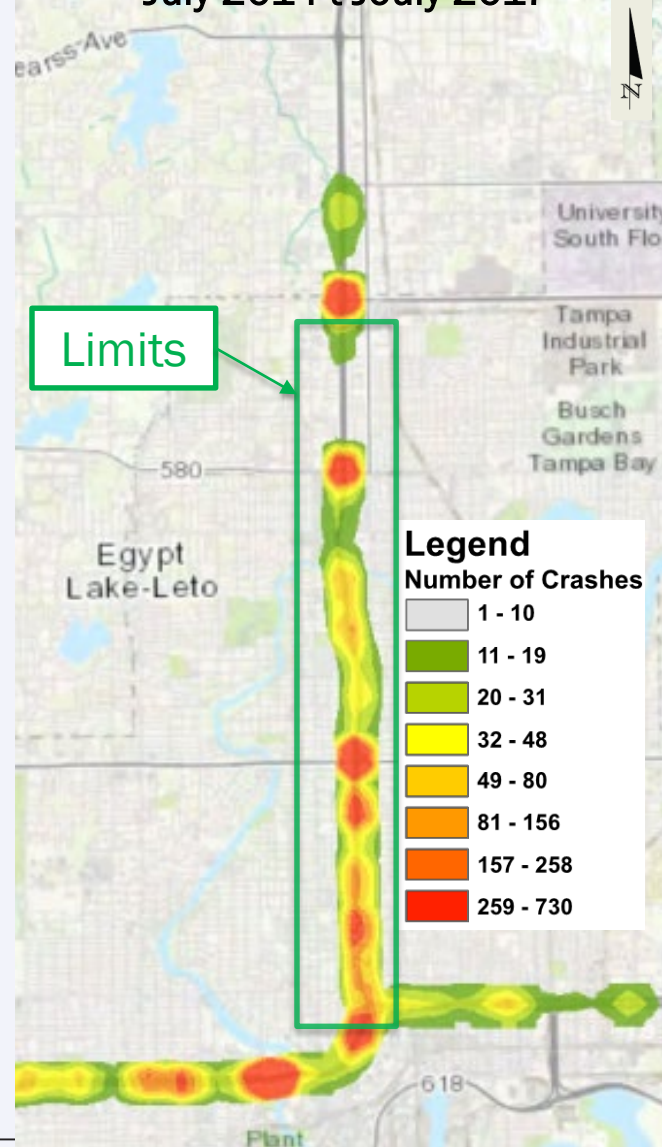 earss-Ave
N
University
South Flo
Tampa
Industrial
Park
Busch
Gardens
Tampa Bay
Limits
580
Egypt
Lake-Leto
Legend
Number of Crashes
1 - 10
11 - 19
20 - 31
32 - 48
49 - 80
81 - 156
157 - 258
259 - 730
618
Plant